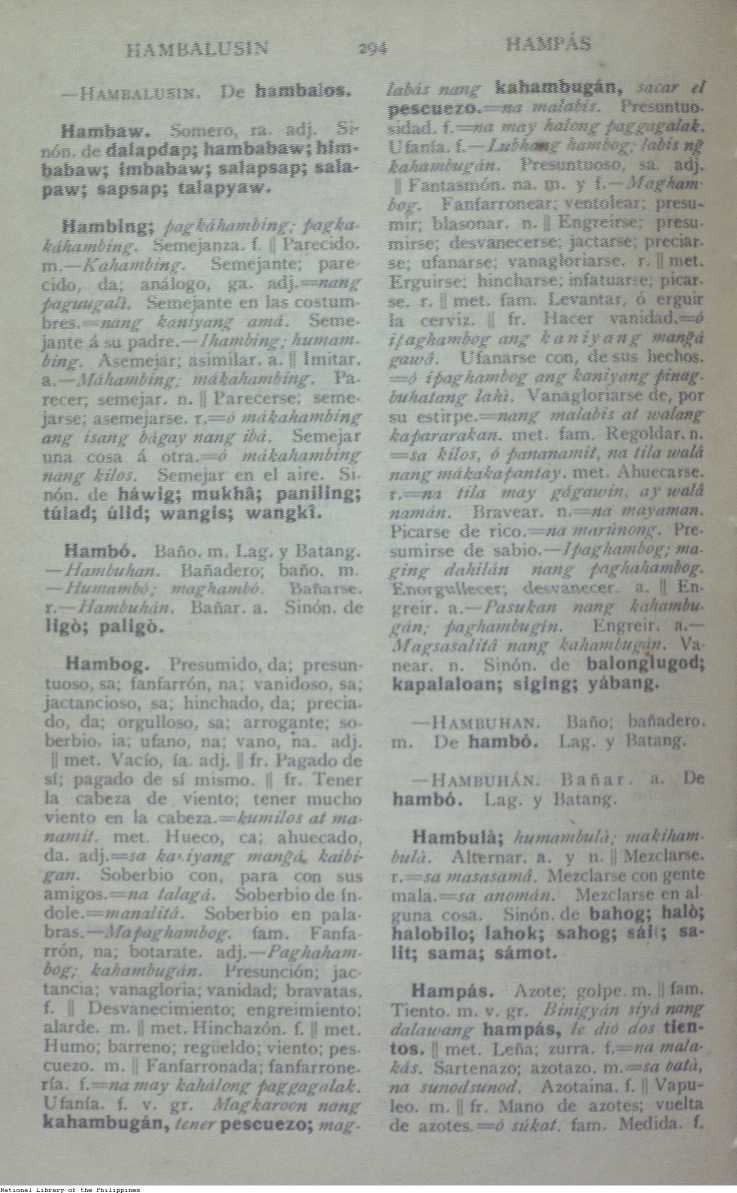 HAMBALUSIN 294 HAMPÁS
—HAMBALUSIN. De hambalos.
Hambaw. Somero, ra. adj. Si-
nón. de dalapdap; hambabaw; him-
babaw; imbabaw; salapsap; sala-
paw; sapsap; talapyaw.
Hambing; pagkáhambing; pagka-
káhambing. Semejanza. f. || Parecido.
m.—Kahambing. Semejante; pare-
cido, da; análogo, ga. adj.=nang
paguugalì. Semejante en las costum-
bres.=nang kaniyang amá. Seme-
jante á su padre.—Ihambing; humam-
bing. Asemejar; asimilar. a. || Imitar.
a.—Máhambing; mákahambing. Pa-
recer; semejar. n. || Parecerse; seme-
jarse; asemejarse. r.=ó mákahambing
ang isang bágay nang ibá. Semejar
una cosa á otra.=ó mákahambing
nang kilos. Semejar en el aire. Si-
nón. de háwig; mukhâ; paniling;
túlad; úlid; wangis; wangkî.
Hambó. Baño. m. Lag. y Batang.
—Hambuhan. Bañadero; baño. m.
—Humambó; maghambó. Bañarse.
r.—Hambuhán. Bañar. a. Sinón. de
ligò; paligò.
Hambog. Presumido, da; presun-
tuoso, sa; fanfarrón, na; vanidoso, sa;
jactancioso, sa; hinchado, da; precia-
do, da; orgulloso, sa; arrogante; so-
berbio, ia; ufano, na; vano, na. adj.
|| met. Vacío, ía. adj. || fr. Pagado de
sí; pagado de sí mismo. || fr. Tener
la cabeza de viento; tener mucho
viento en la cabeza.=kumilos at ma-
namit. met. Hueco, ca; ahuecado,
da. adj.=sa kaniyang mangá kaibi-
gan. Soberbio con, para con sus
amigos.=na talagá. Soberbio de ín-
dole.=manalitâ. Soberbio en pala-
bras.—Mapaghambog. fam. Fanfa-
rrón, na; botarate. adj.—Paghaham-
bog; kahambugán. Presunción; jac-
tancia; vanagloria; vanidad; bravatas.
f. || Desvanecimiento; engreimiento;
alarde. m. || met. Hinchazón. f. || met.
Humo; barreno; regüeldo; viento; pes-
cuezo. m. || Fanfarronada; fanfarrone-
ría. f.=na may kahálong paggagalak.
Ufanía. f. v. gr. Magkaroon nang
kahambugán, tener pescuezo; mag-
labás nang kahambugán, sacar el
pescuezo.=na malabis. Presuntuo-
sidad. f.=na may halong paggagalak.
Ufanía. f.—Lubhang hambog; labis ng̃
kahambugán. Presuntuoso, sa. adj.
|| Fantasmón. na. m. y f.—Magham-
bog. Fanfarronear; ventolear; presu-
mir; blasonar. n. || Engreirse; presu-
mirse; desvanecerse; jactarse; preciar-
se; ufanarse; vanagloriarse. r. || met.
Erguirse; hincharse; infatuarse; picar-
se. r. || met. fam. Levantar, ó erguir
la cerviz. || fr. Hacer vanidad.=ó
ipaghambog ang kaniyang mangá
gawâ. Ufanarse con, de sus hechos.
=ó ipaghambog ang kaniyang pinag-
buhatang lahì. Vanagloriarse de, por
su estirpe.=nang malabis at walang
kapararakan. met. fam. Regoldar. n.
=sa kilos, ó pananamit, na tila walâ
nang mákakapantay. met. Ahuecarse.
r.=na tila may gágawin, ay walâ
namán. Bravear. n.=na mayaman.
Picarse de rico.=na marúnong. Pre-
sumirse de sabio.—Ipaghambog; ma-
ging dahilán nang paghahambog.
Enorgullecer; desvanecer. a. || En-
greir. a.—Pasukan nang kahambu-
gán; paghambugin. Engreir. a.—
Magsasalitâ nang kahambugán. Va-
near. n. Sinón. de balonglugod;
kapalaloan; siging; yábang.
—HAMBUHAN. Baño; bañadero.
m. De hambó. Lag. y Batang.
—HAMBUHÁN. Bañar. a. De
hambó. Lag. y Batang.
Hambulà; humambulà; makiham-
bulà. Alternar. a. y n. || Mezclarse.
r.=sa masasamâ. Mezclarse con gente
mala.=sa anomán. Mezclarse en al-
guna cosa. Sinón. de bahog; halò;
halobilo; lahok; sahog; sa-
lit; sama; sámot.
Hampás. Azote; golpe. m. || fam.
Tiento. m. v. gr. Binigyán siyá nang
dalawang hampás, le dió dos tien-
tos. || met. Leña; zurra. f.=na mala-
kás. Sartenazo; azotazo. m.=sa batà,
na sunodsunod. Azotaina. f. || Vapu-
leo. m. || fr. Mano de azotes; vuelta
de azotes.=ó súkat. fam. Medida. f.
National Library of the Philippines